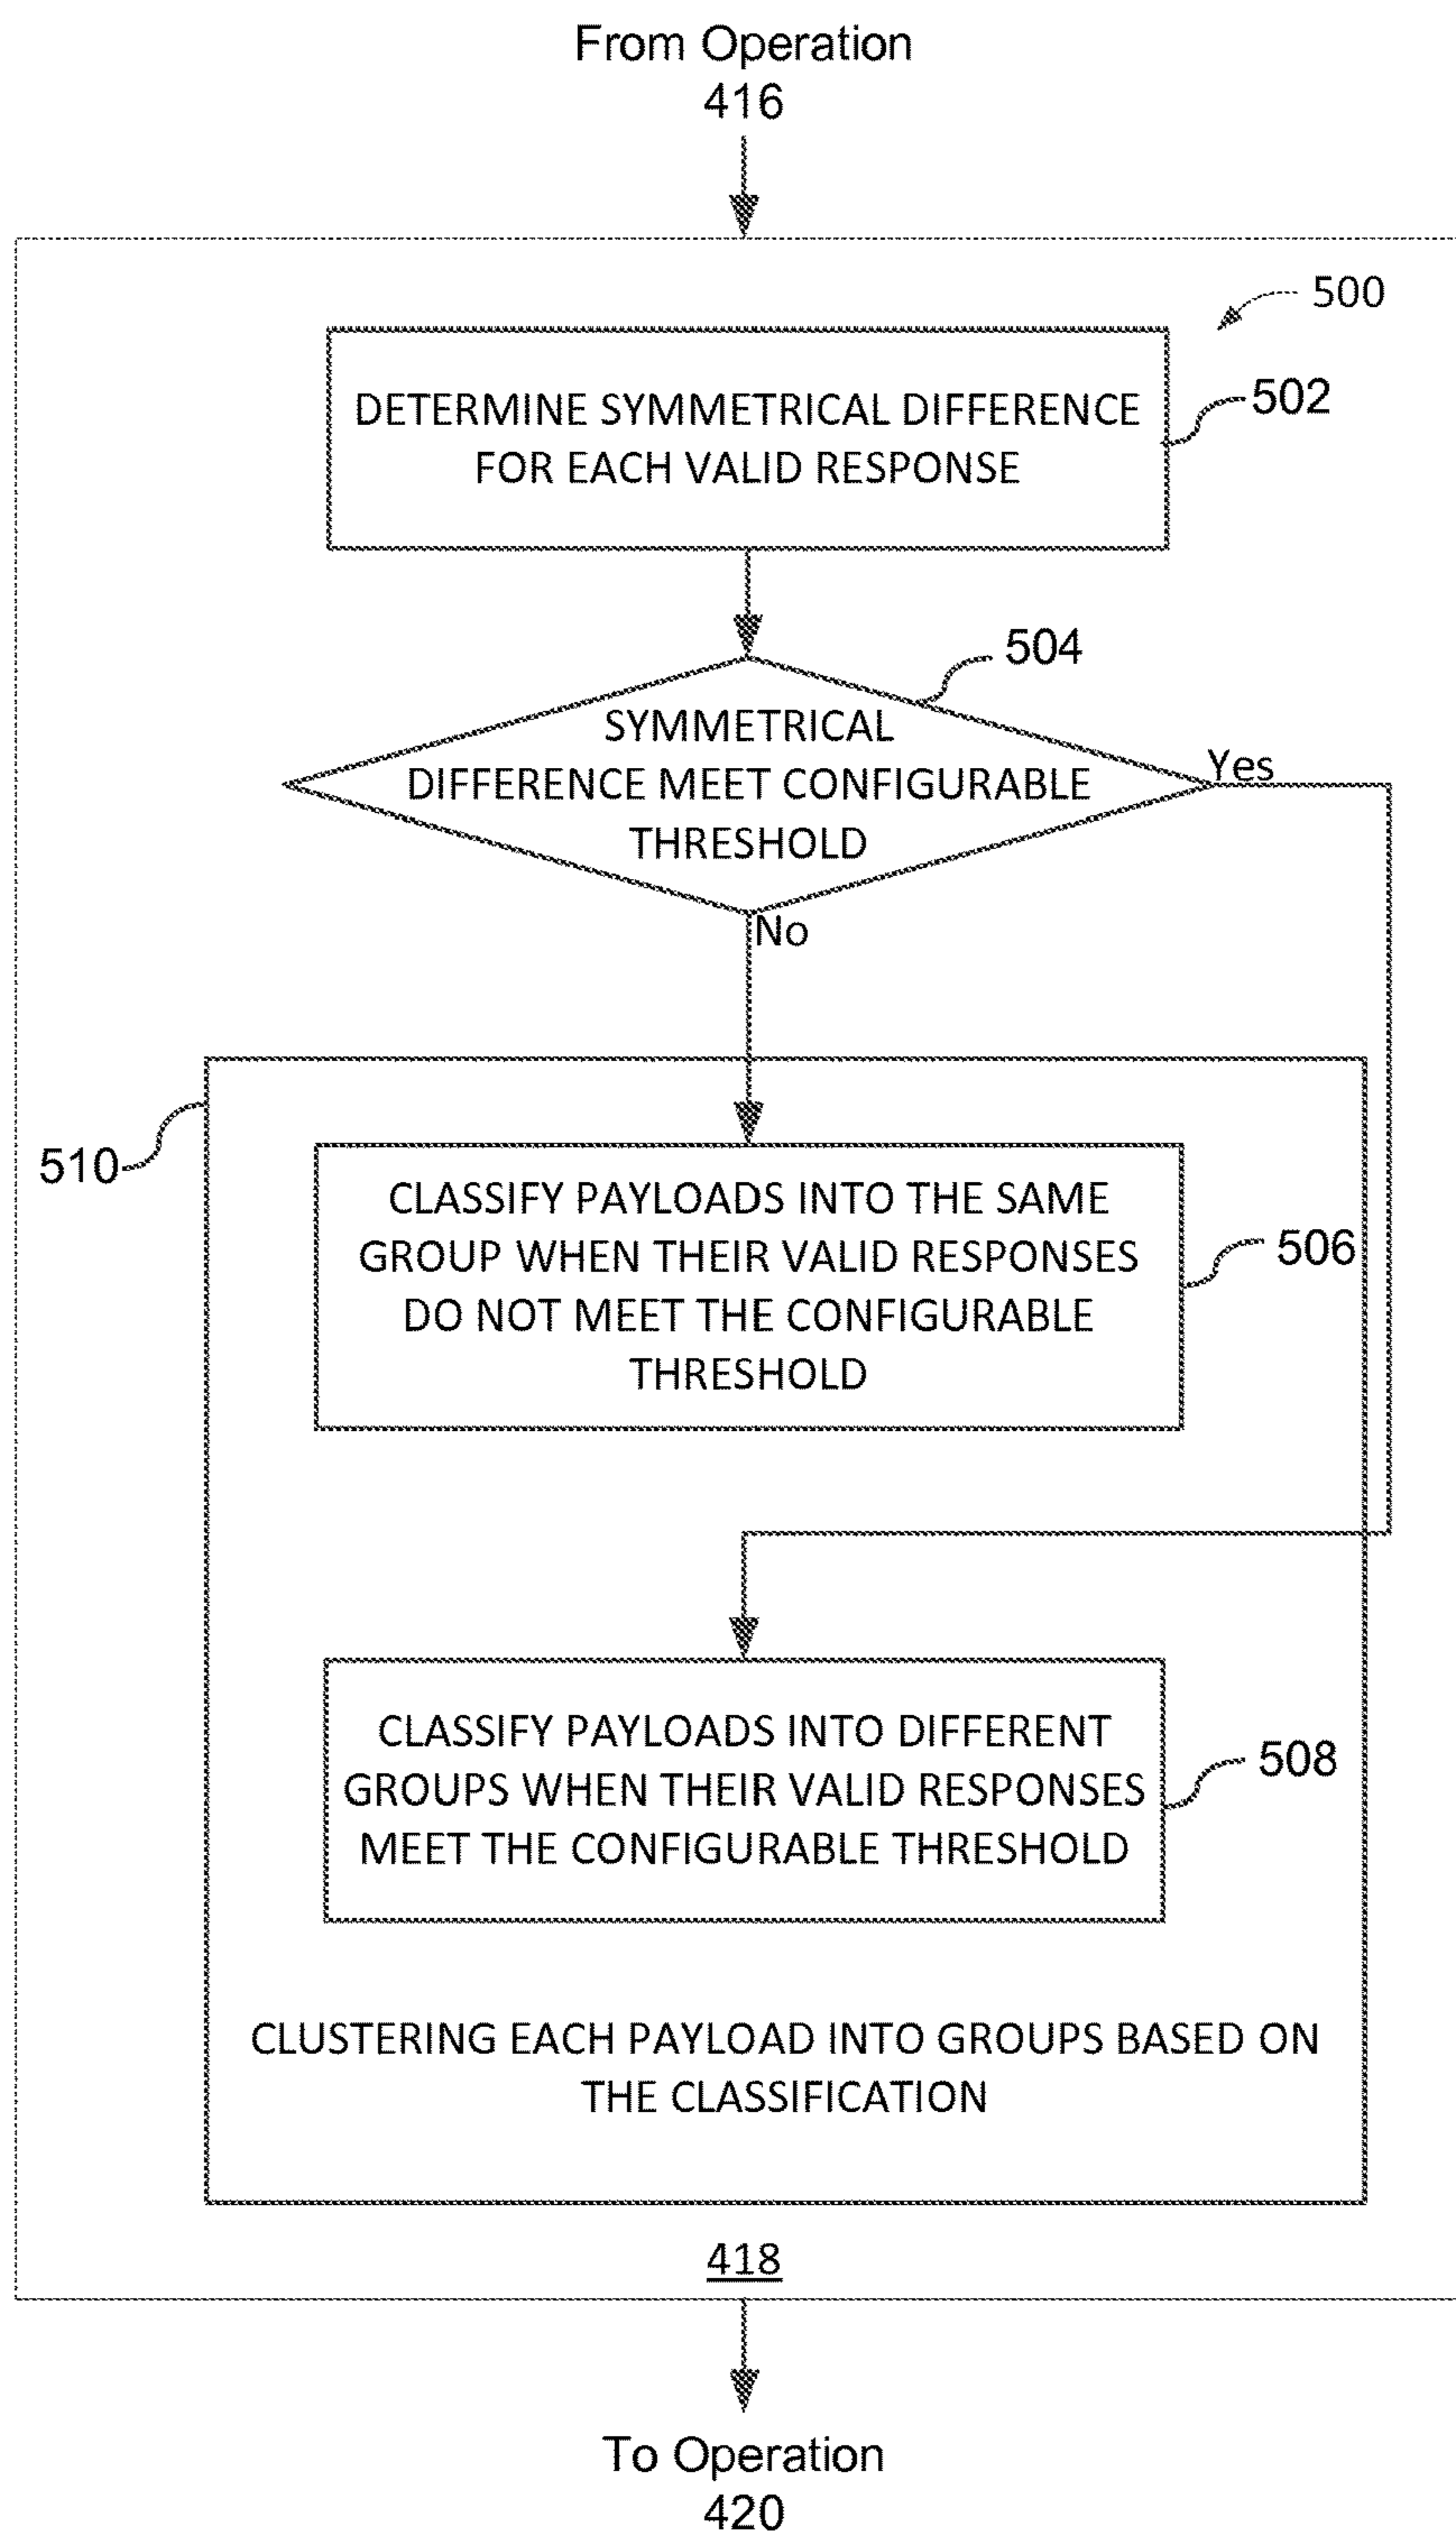 From Operation
416
500
DETERMINE SYMMETRICAL DIFFERENCE
FOR EACH VALID RESPONSE
502
504
SYMMETRICAL
DIFFERENCE MEET CONFIGURABLE
THRESHOLD
Yes
No
510
CLASSIFY PAYLOADS INTO THE SAME
GROUP WHEN THEIR VALID RESPONSES
DO NOT MEET THE CONFIGURABLE
THRESHOLD
506
CLASSIFY PAYLOADS INTO DIFFERENT
GROUPS WHEN THEIR VALID RESPONSES
MEET THE CONFIGURABLE THRESHOLD
508
CLUSTERING EACH PAYLOAD INTO GROUPS BASED ON
THE CLASSIFICATION
418
To Operation
420